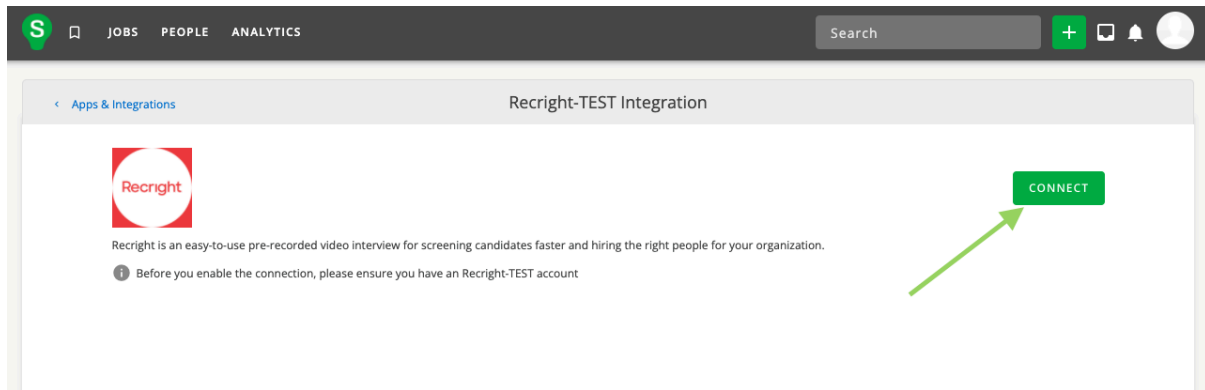 S
JOBS PEOPLE ANALYTICS Search +
‹ Apps & Integrations Recright-TEST Integration
Recright
CONNECT
Recright is an easy-to-use pre-recorded video interview for screening candidates faster and hiring the right people for your organization.
i Before you enable the connection, please ensure you have an Recright-TEST account